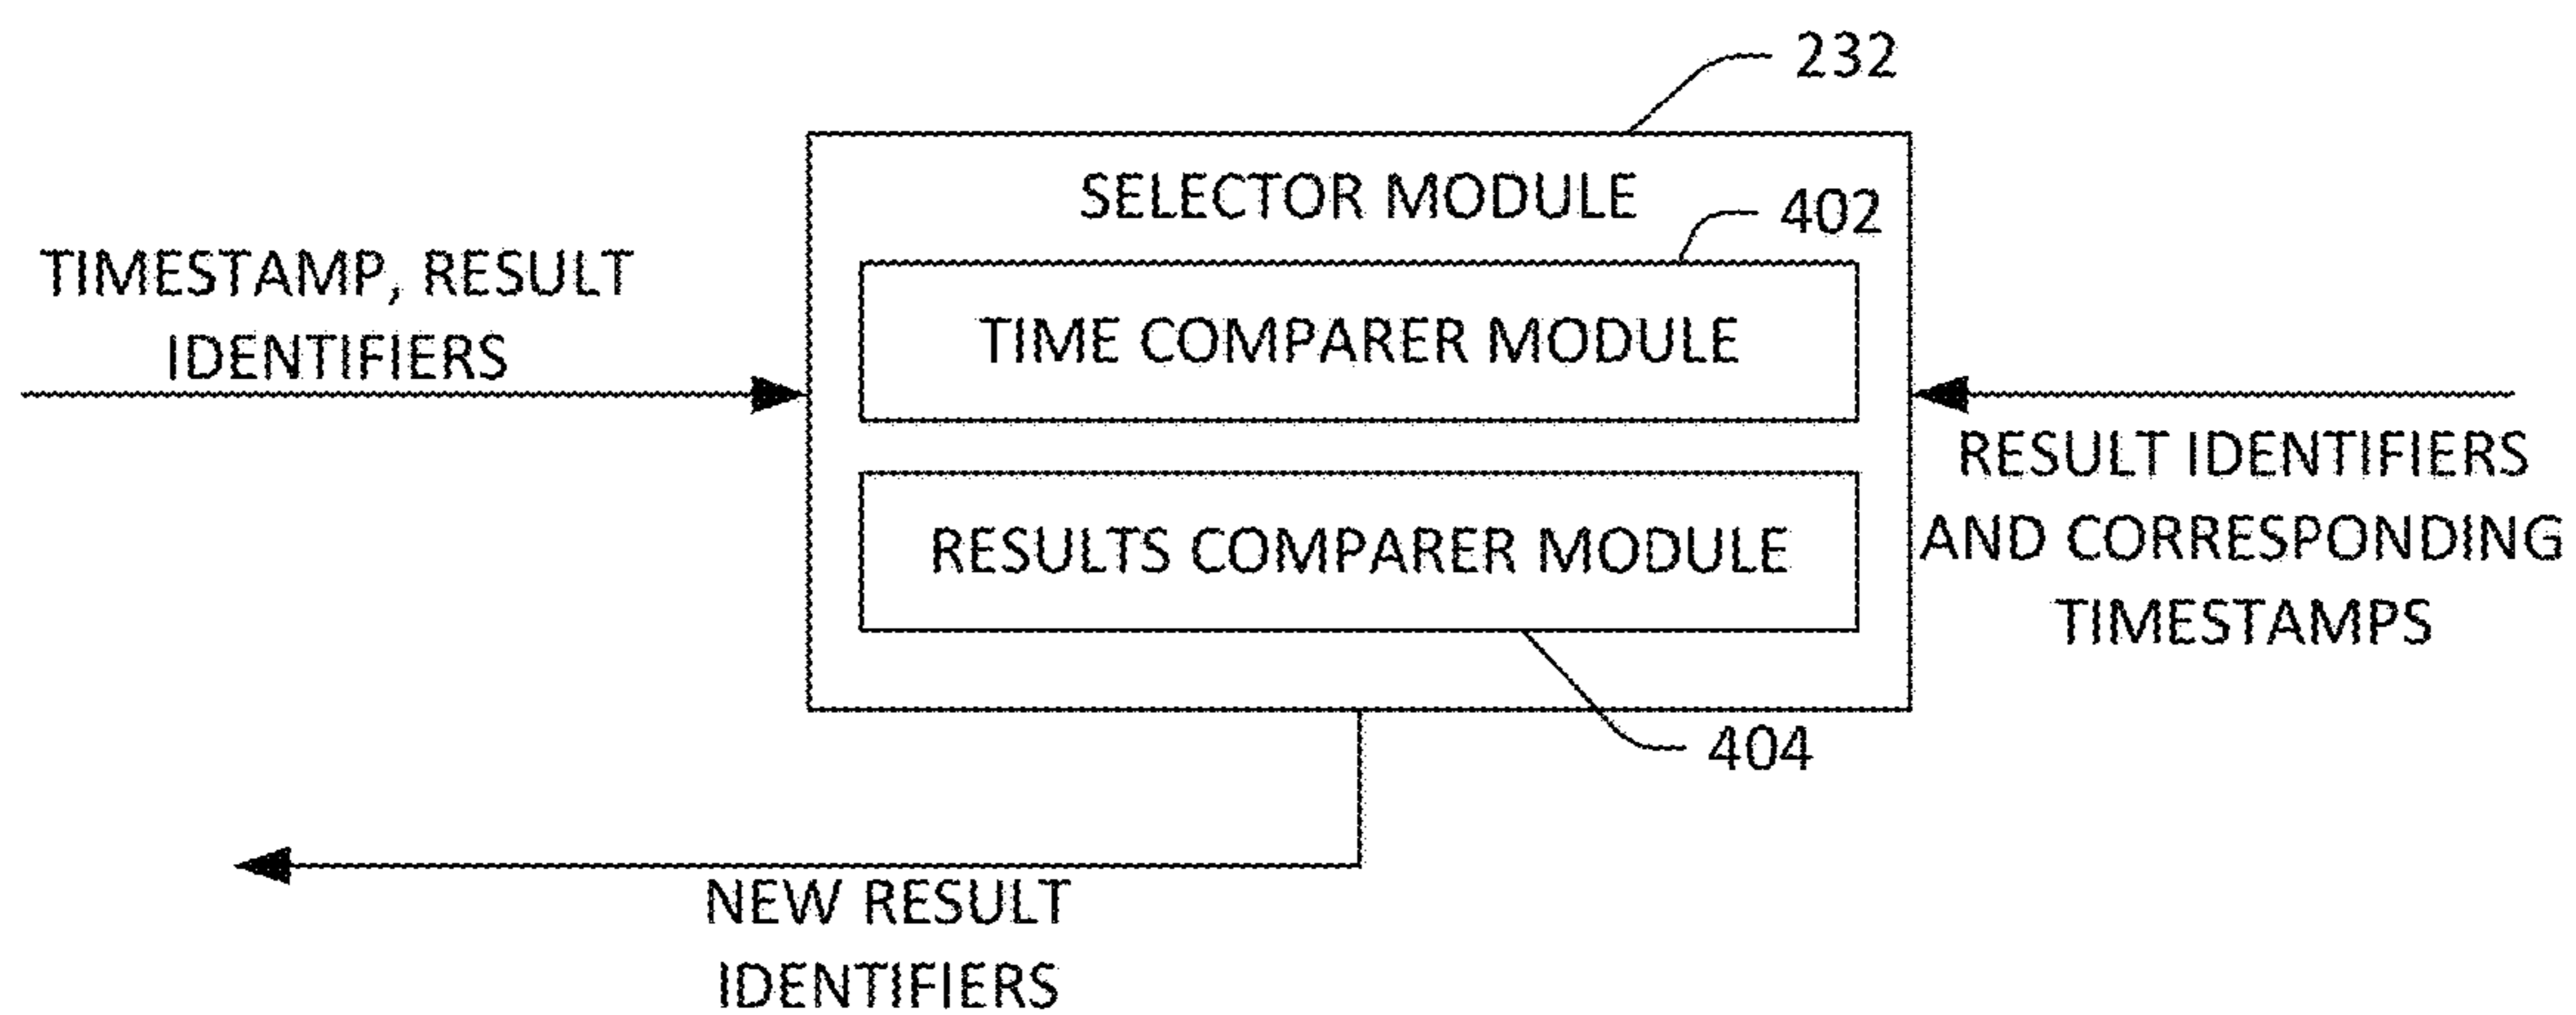 232
SELECTOR MODULE
402
TIMESTAMP, RESULT
IDENTIFIERS
TIME COMPARER MODULE
RESULT IDENTIFIERS
AND CORRESPONDING
TIMESTAMPS
RESULTS COMPARER MODULE
404
NEW RESULT
IDENTIFIERS